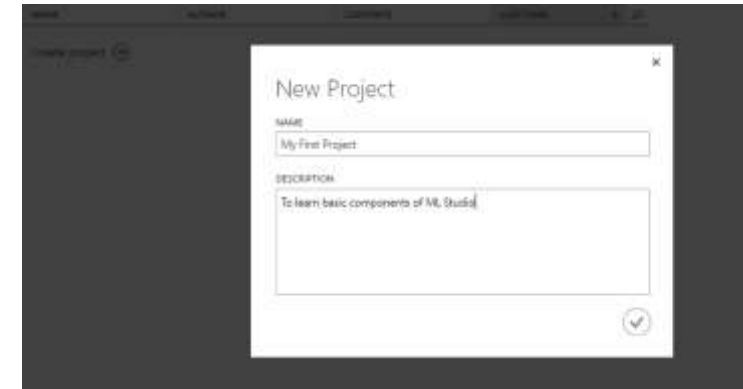 Create project
New Project
NAME
My First Project
DESCRIPTION
To learn basic components of ML Studio